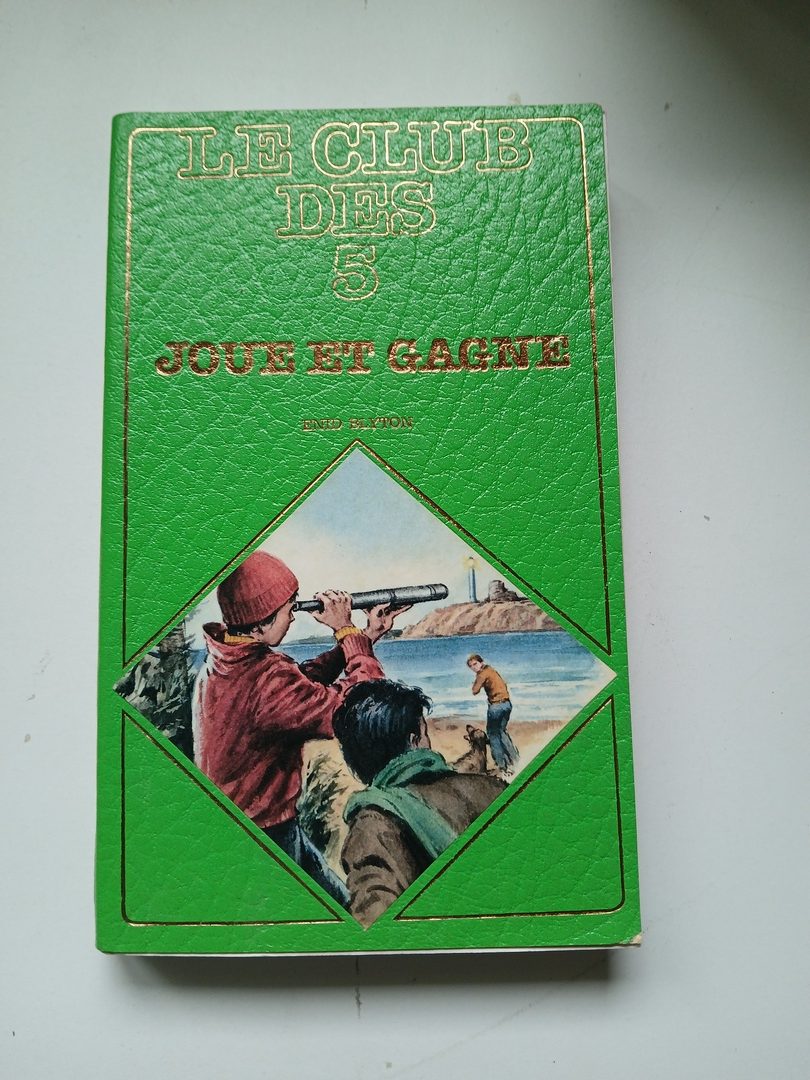 LE CLUB
DES
5
JOUE ET GAGNE
ENID BLYTON